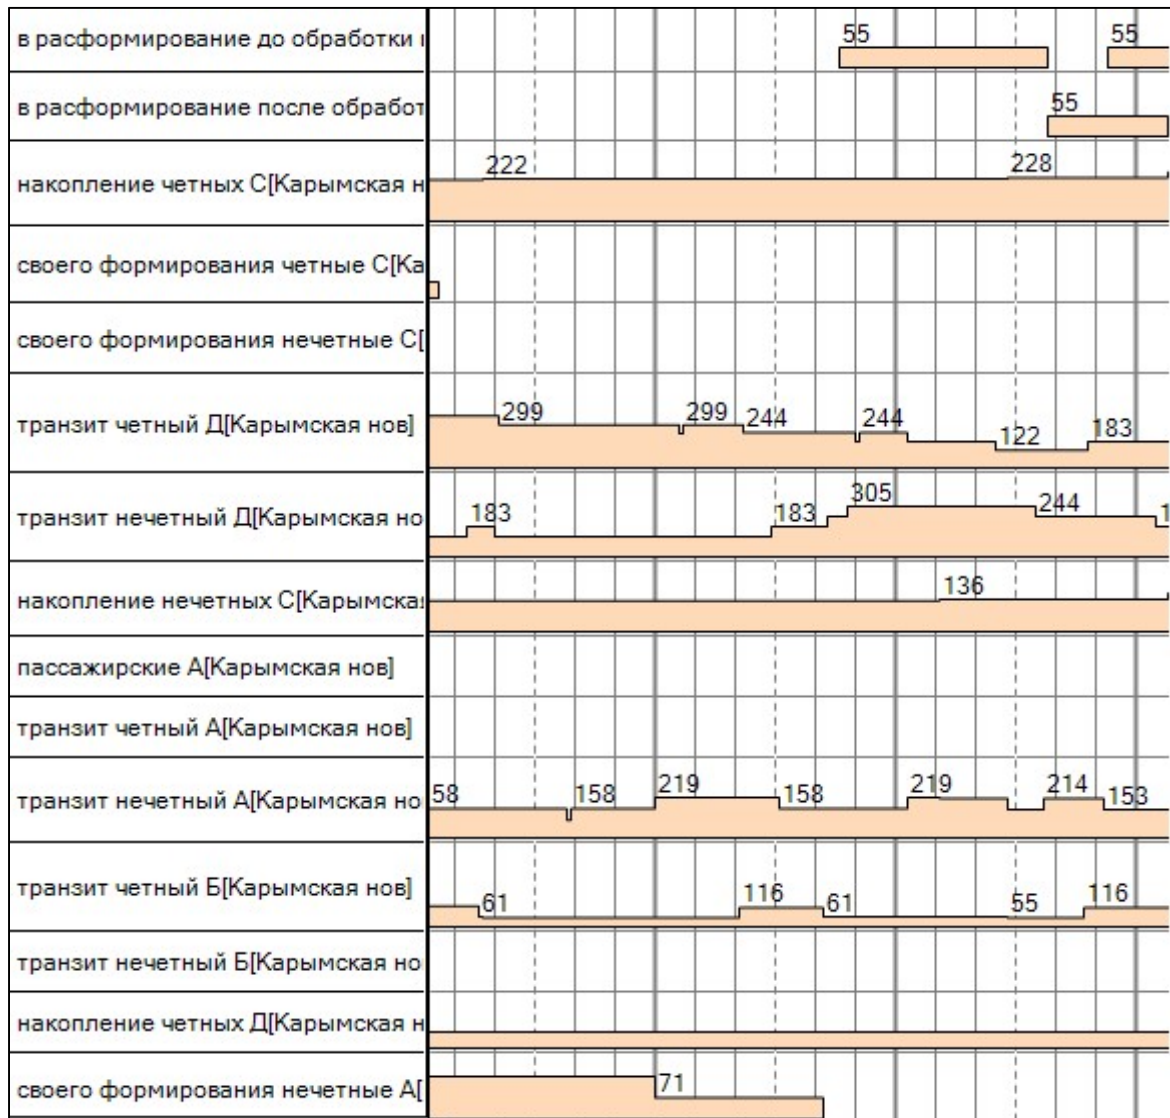 в расформирование до обработки
55 55
в расформирование после обработ
55
накопление четных С[Карымская н
222 228
своего формирования четные С[Ка
своего формирования нечетные С[
транзит четный Д[Карымская нов]
299 299 244 244 122 183
транзит нечетный Д[Карымская но
183 183 305 244 1
накопление нечетных С[Карымская
136
пассажирские А[Карымская нов]
транзит четный А[Карымская нов]
транзит нечетный А[Карымская но
58 158 219 158 219 214 153
транзит четный Б[Карымская нов]
61 116 61 55 116
транзит нечетный Б[Карымская но
накопление четных Д[Карымская н
своего формирования нечетные А[
71